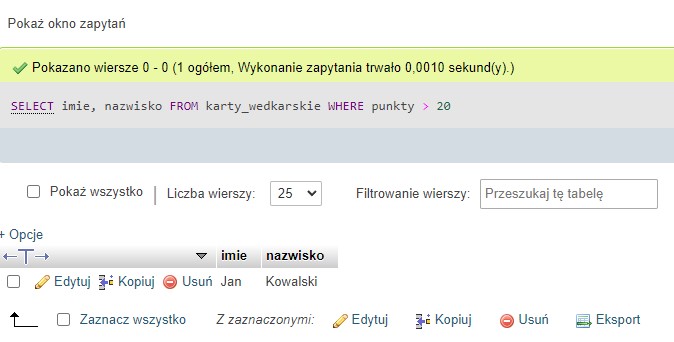 Pokaż okno zapytań
Pokazano wiersze 0 - 0 (1 ogółem, Wykonanie zapytania trwało 0,0010 sekund(y).)
SELECT imie, nazwisko FROM karty_wedkarskie WHERE punkty > 20
Pokaż wszystko | Liczba wierszy: 25 Filtrowanie wierszy: Przeszukaj tę tabelę
+ Opcje
←T→ imie nazwisko
Edytuj Kopiuj Usuń Jan Kowalski
Zaznacz wszystko Z zaznaczonymi: Edytuj Kopiuj Usuń Eksport